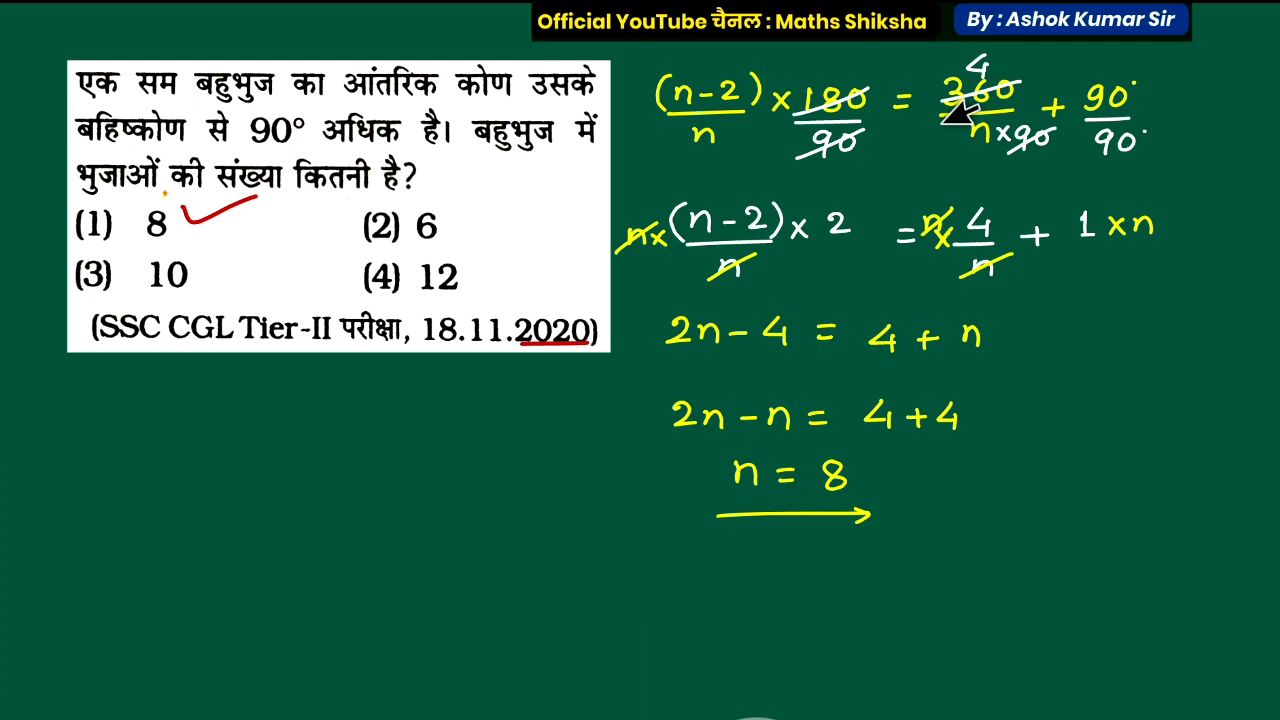 Official YouTube चैनल : Maths Shiksha
By : Ashok Kumar Sir
एक सम बहुभुज का आंतरिक कोण उसके
बहिष्कोण से 90° अधिक है। बहुभुज में
भुजाओं की संख्या कितनी है?
(1) 8 (2) 6
(3) 10 (4) 12
(SSC CGL Tier-II परीक्षा, 18.11.2020)
4
(n-2)/n × 180/90 = 360/n×90 + 90°/90°
n×(n-2)/n × 2 = n×4/n + 1×n
2n-4 = 4+n
2n-n = 4+4
n = 8